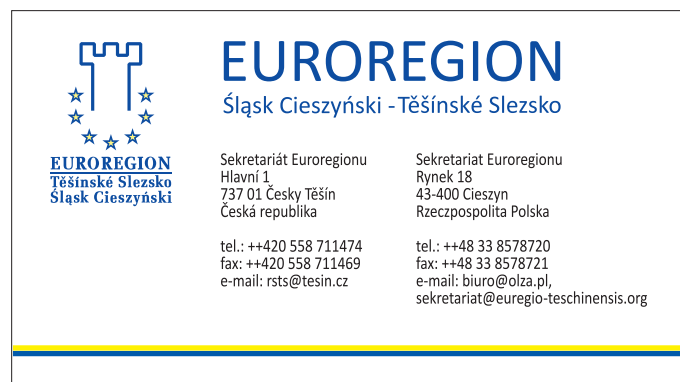 EUROREGION
Śląsk Cieszyński - Těšínské Slezsko
EUROREGION
Těšínské Slezsko
Śląsk Cieszyński
Sekretariát Euroregionu
Hlavní 1
737 01 Česky Těšín
Česká republika
tel.: ++420 558 711474
fax: ++420 558 711469
e-mail: rsts@tesin.cz
Sekretariat Euroregionu
Rynek 18
43-400 Cieszyn
Rzeczpospolita Polska
tel.: ++48 33 8578720
fax: ++48 33 8578721
e-mail: biuro@olza.pl,
sekretariat@euregio-teschinensis.org